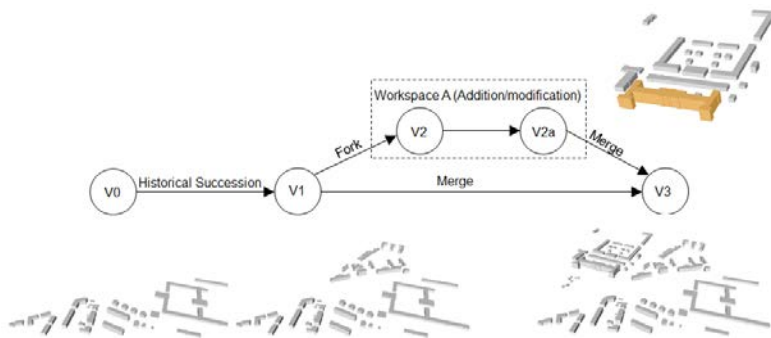 Workspace A (Addition/modification)
V2
V2a
Fork
Merge
V0
Historical Succession
V1
Merge
V3